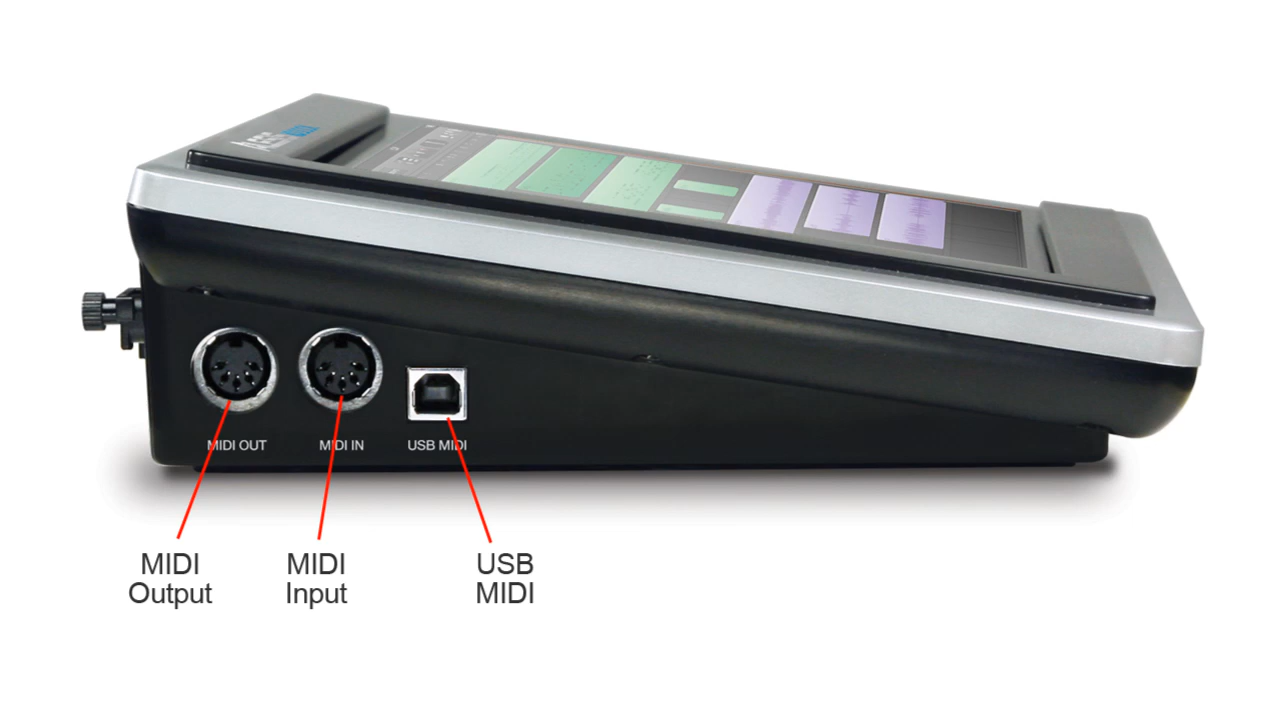 MIDI OUT
MIDI IN
USB MIDI
MIDI
Output
MIDI
Input
USB
MIDI